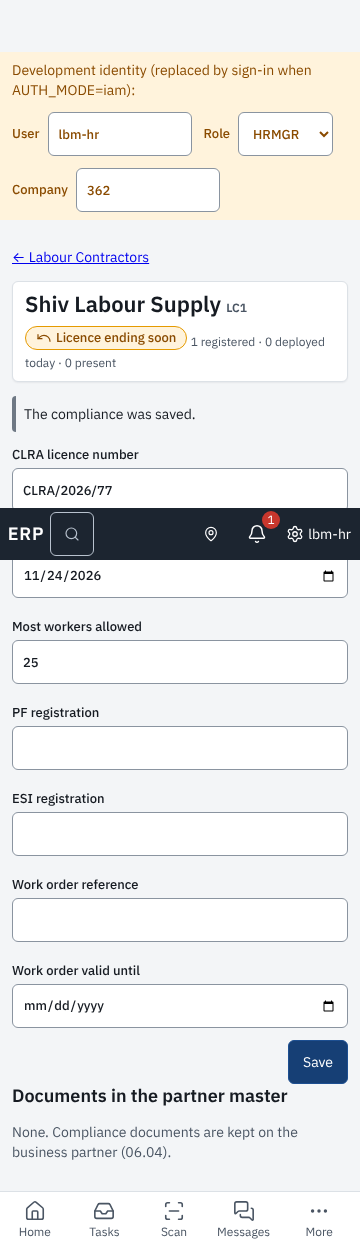 Development identity (replaced by sign-in when
AUTH_MODE=iam):
User lbm-hr Role HRMGR
Company 362
← Labour Contractors
Shiv Labour Supply LC1
Licence ending soon 1 registered · 0 deployed
today · 0 present
The compliance was saved.
CLRA licence number
CLRA/2026/77
ERP 1 lbm-hr
11/24/2026
Most workers allowed
25
PF registration
ESI registration
Work order reference
Work order valid until
mm/dd/yyyy
Save
Documents in the partner master
None. Compliance documents are kept on the
business partner (06.04).
Home Tasks Scan Messages More